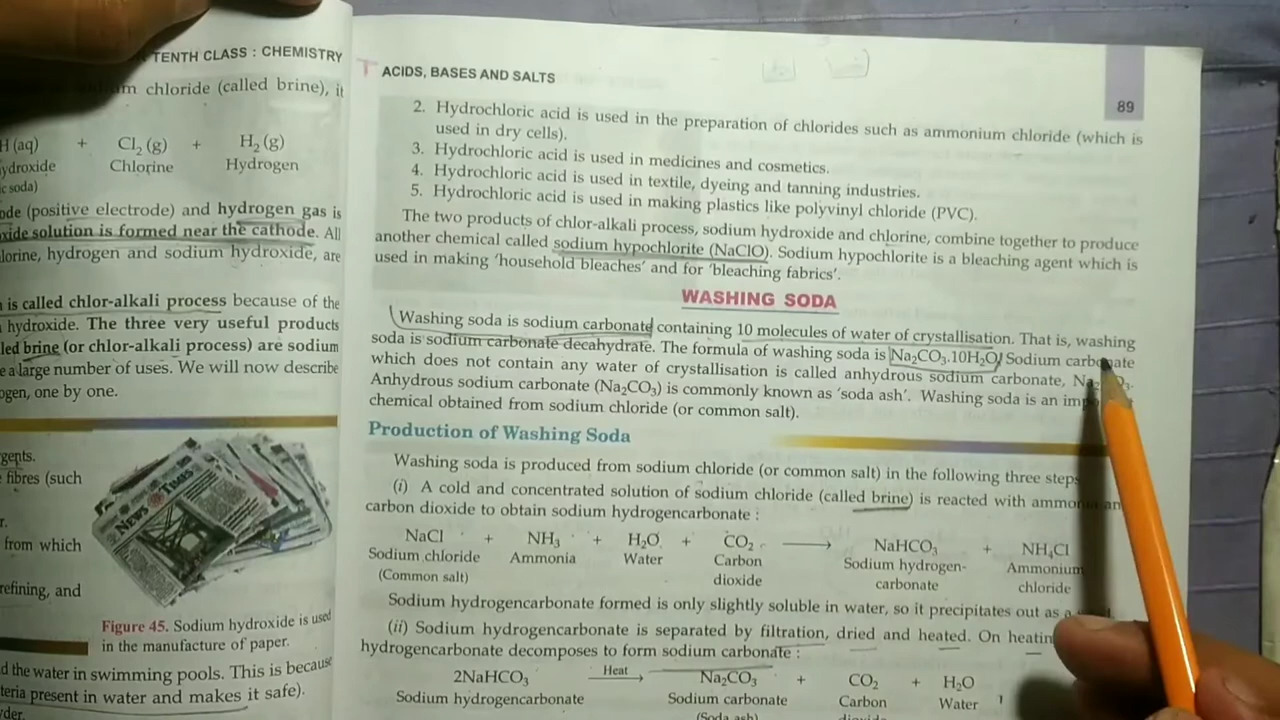 TENTH CLASS : CHEMISTRY
chloride (called brine), it
(aq) + Cl₂ (g) + H₂ (g)
Chlorine Hydrogen
soda)
(positive electrode) and hydrogen gas is
solution is formed near the cathode. All
hydrogen and sodium hydroxide, are
is called chlor-alkali process because of the
hydroxide. The three very useful products
brine (or chlor-alkali process) are sodium
a large number of uses. We will now describe
one by one.
fibres (such
from which
refining, and
NEWS TIMES
Figure 45. Sodium hydroxide is used
in the manufacture of paper.
the water in swimming pools. This is because
present in water and makes it safe).
ACIDS, BASES AND SALTS
89
2. Hydrochloric acid is used in the preparation of chlorides such as ammonium chloride (which is
used in dry cells).
3. Hydrochloric acid is used in medicines and cosmetics.
4. Hydrochloric acid is used in textile, dyeing and tanning industries.
5. Hydrochloric acid is used in making plastics like polyvinyl chloride (PVC).
The two products of chlor-alkali process, sodium hydroxide and chlorine, combine together to produce
another chemical called sodium hypochlorite (NaClO). Sodium hypochlorite is a bleaching agent which is
used in making 'household bleaches' and for 'bleaching fabrics'.
WASHING SODA
Washing soda is sodium carbonate containing 10 molecules of water of crystallisation. That is, washing
soda is sodium carbonate decahydrate. The formula of washing soda is Na₂CO₃.10H₂O. Sodium carbonate
which does not contain any water of crystallisation is called anhydrous sodium carbonate,
Anhydrous sodium carbonate (Na₂CO₃) is commonly known as 'soda ash'. Washing soda is an
chemical obtained from sodium chloride (or common salt).
Production of Washing Soda
Washing soda is produced from sodium chloride (or common salt) in the following three
(i) A cold and concentrated solution of sodium chloride (called brine) is reacted with
carbon dioxide to obtain sodium hydrogencarbonate :
NaCl + NH₃ + H₂O + CO₂ ⟶ NaHCO₃ + NH₄Cl
Sodium chloride Ammonia Water Carbon Sodium hydrogen- Ammonium
(Common salt) dioxide carbonate chloride
Sodium hydrogencarbonate formed is only slightly soluble in water, so it precipitates out as a
(ii) Sodium hydrogencarbonate is separated by filtration, dried and heated. On
hydrogencarbonate decomposes to form sodium carbonate :
2NaHCO₃ Heat ⟶ Na₂CO₃ + CO₂ + H₂O
Sodium hydrogencarbonate Sodium carbonate Carbon Water
(Soda ash)